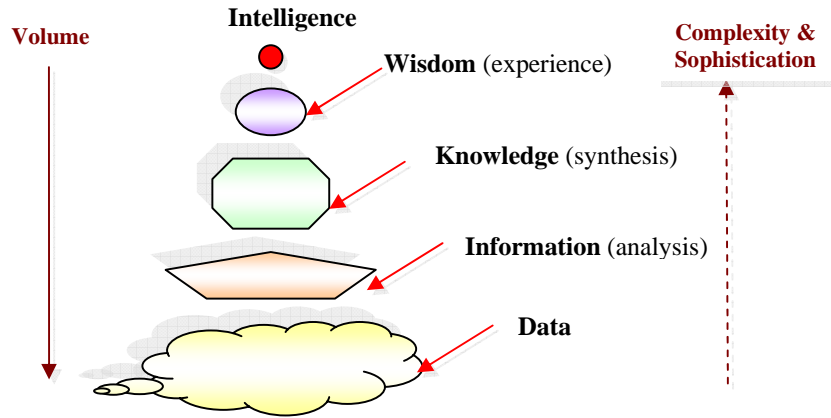 Volume
Intelligence
Complexity &
Sophistication
Wisdom (experience)
Knowledge (synthesis)
Information (analysis)
Data